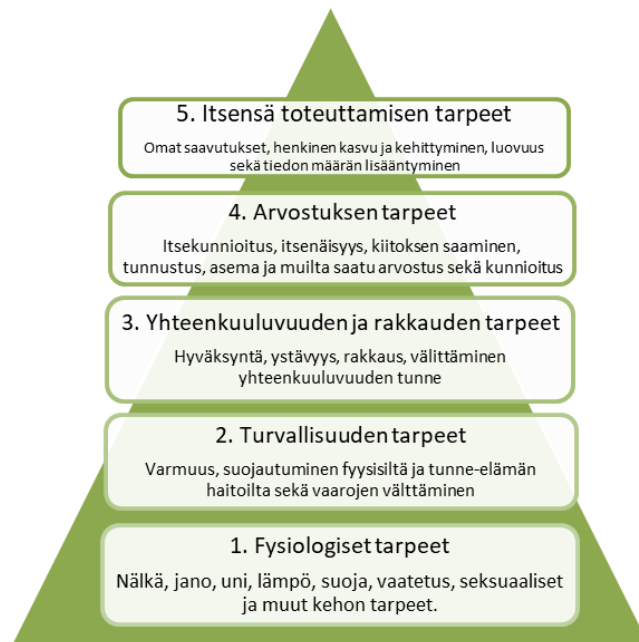 5. Itsensä toteuttamisen tarpeet
Omat saavutukset, henkinen kasvu ja kehittyminen, luovuus
sekä tiedon määrän lisääntyminen
4. Arvostuksen tarpeet
Itsekunnioitus, itsenäisyys, kiitoksen saaminen,
tunnustus, asema ja muilta saatu arvostus sekä kunnioitus
3. Yhteenkuuluvuuden ja rakkauden tarpeet
Hyväksyntä, ystävyys, rakkaus, välittäminen
yhteenkuuluvuuden tunne
2. Turvallisuuden tarpeet
Varmuus, suojautuminen fyysisiltä ja tunne-elämän
haitoilta sekä vaarojen välttäminen
1. Fysiologiset tarpeet
Nälkä, jano, uni, lämpö, suoja, vaatetus, seksuaaliset
ja muut kehon tarpeet.